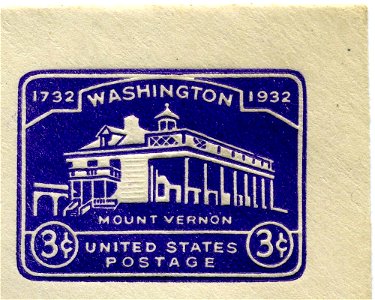 1732 WASHINGTON 1932
MOUNT VERNON
3¢ UNITED STATES 3¢
POSTAGE